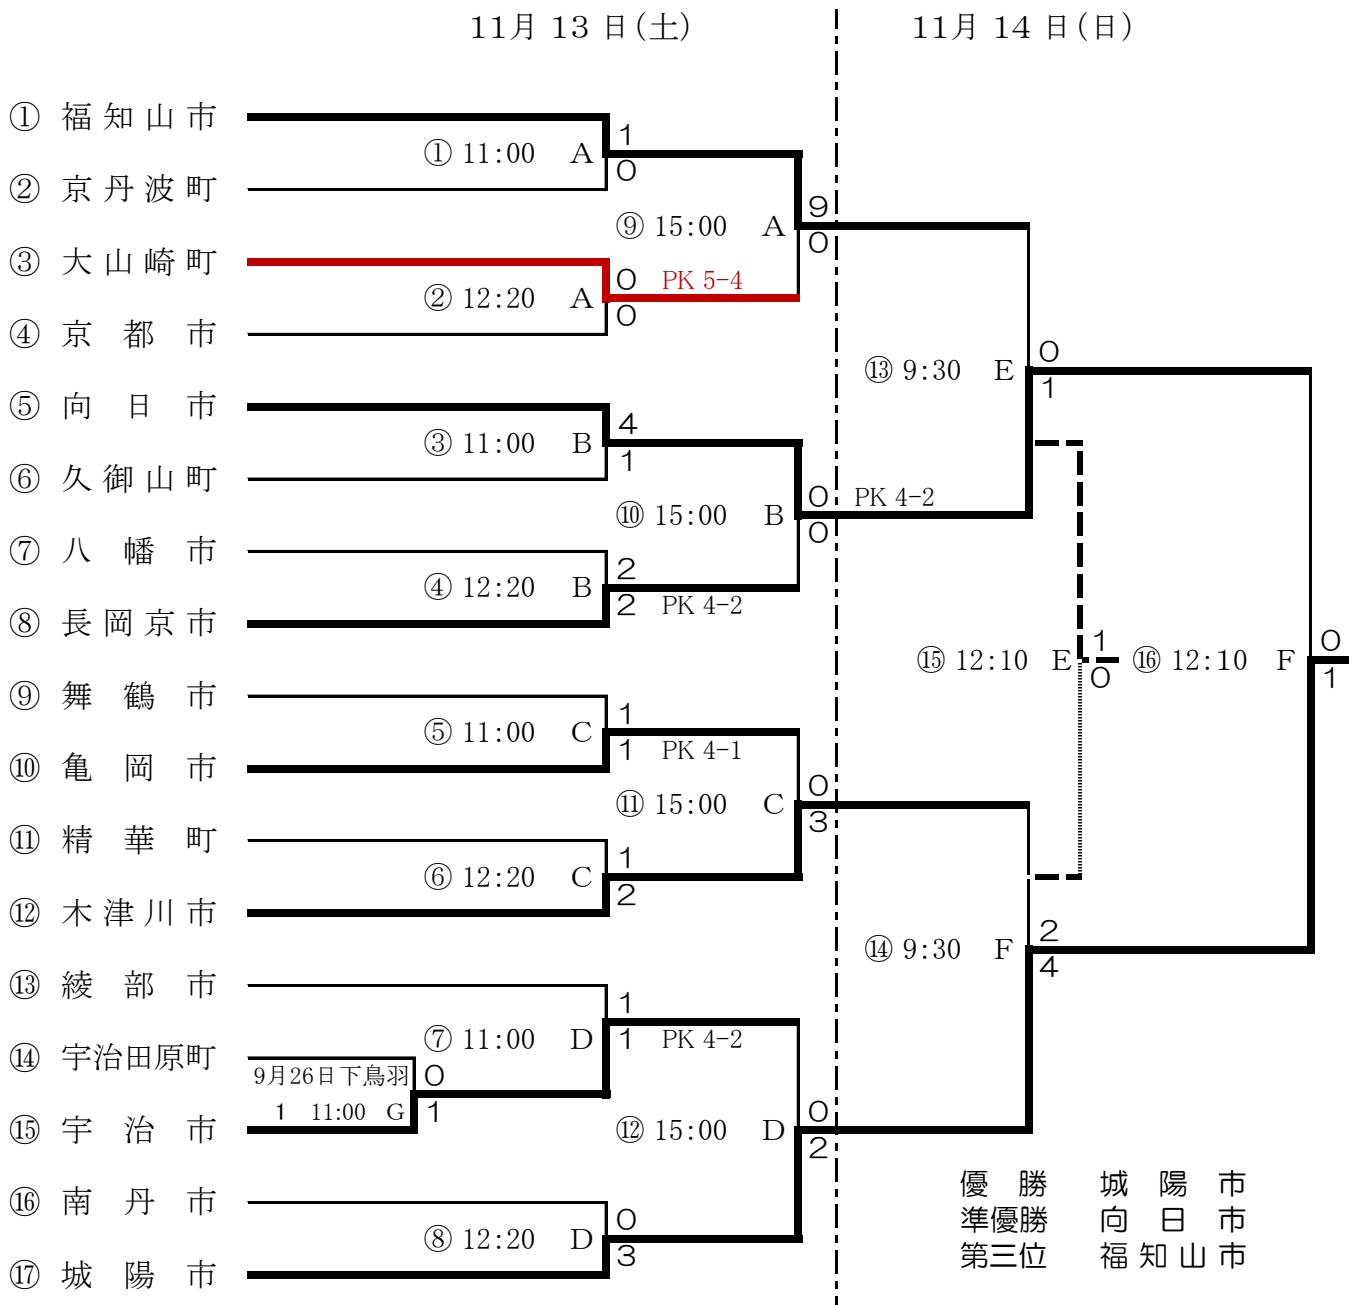 11月 13 日(土) 11月 14 日(日)
① 福知山市
1
① 11:00 A
0
② 京丹波町
9
⑨ 15:00 A
0
③ 大山崎町
0 PK 5-4
② 12:20 A
0
④ 京都市
0
⑬ 9:30 E
1
⑤ 向日市
4
③ 11:00 B
1
⑥ 久御山町
0 PK 4-2
⑩ 15:00 B
0
⑦ 八幡市
2
④ 12:20 B
2 PK 4-2
⑧ 長岡京市
1
⑮ 12:10 E
0
0
⑯ 12:10 F
1
⑨ 舞鶴市
1
⑤ 11:00 C
1 PK 4-1
⑩ 亀岡市
0
⑪ 15:00 C
3
⑪ 精華町
1
⑥ 12:20 C
2
⑫ 木津川市
2
⑭ 9:30 F
4
⑬ 綾部市
1
⑦ 11:00 D
1 PK 4-2
⑭ 宇治田原町
9月26日下鳥羽 0
1 11:00 G 1
⑮ 宇治市
0
⑫ 15:00 D
2
⑯ 南丹市
0
⑧ 12:20 D
3
⑰ 城陽市
優勝 城陽市
準優勝 向日市
第三位 福知山市